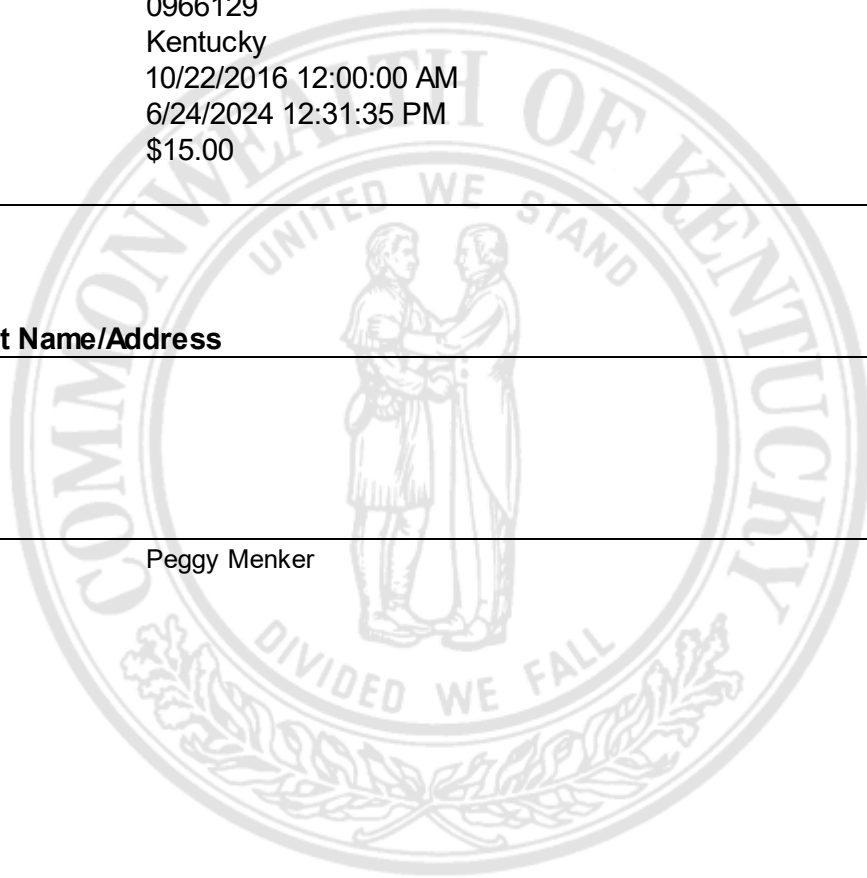 0966129
Kentucky
10/22/2016 12:00:00 AM
6/24/2024 12:31:35 PM
$15.00
COMMONWEALTH OF KENTUCKY
UNITED WE STAND
t Name/Address
Peggy Menker
DIVIDED WE FALL